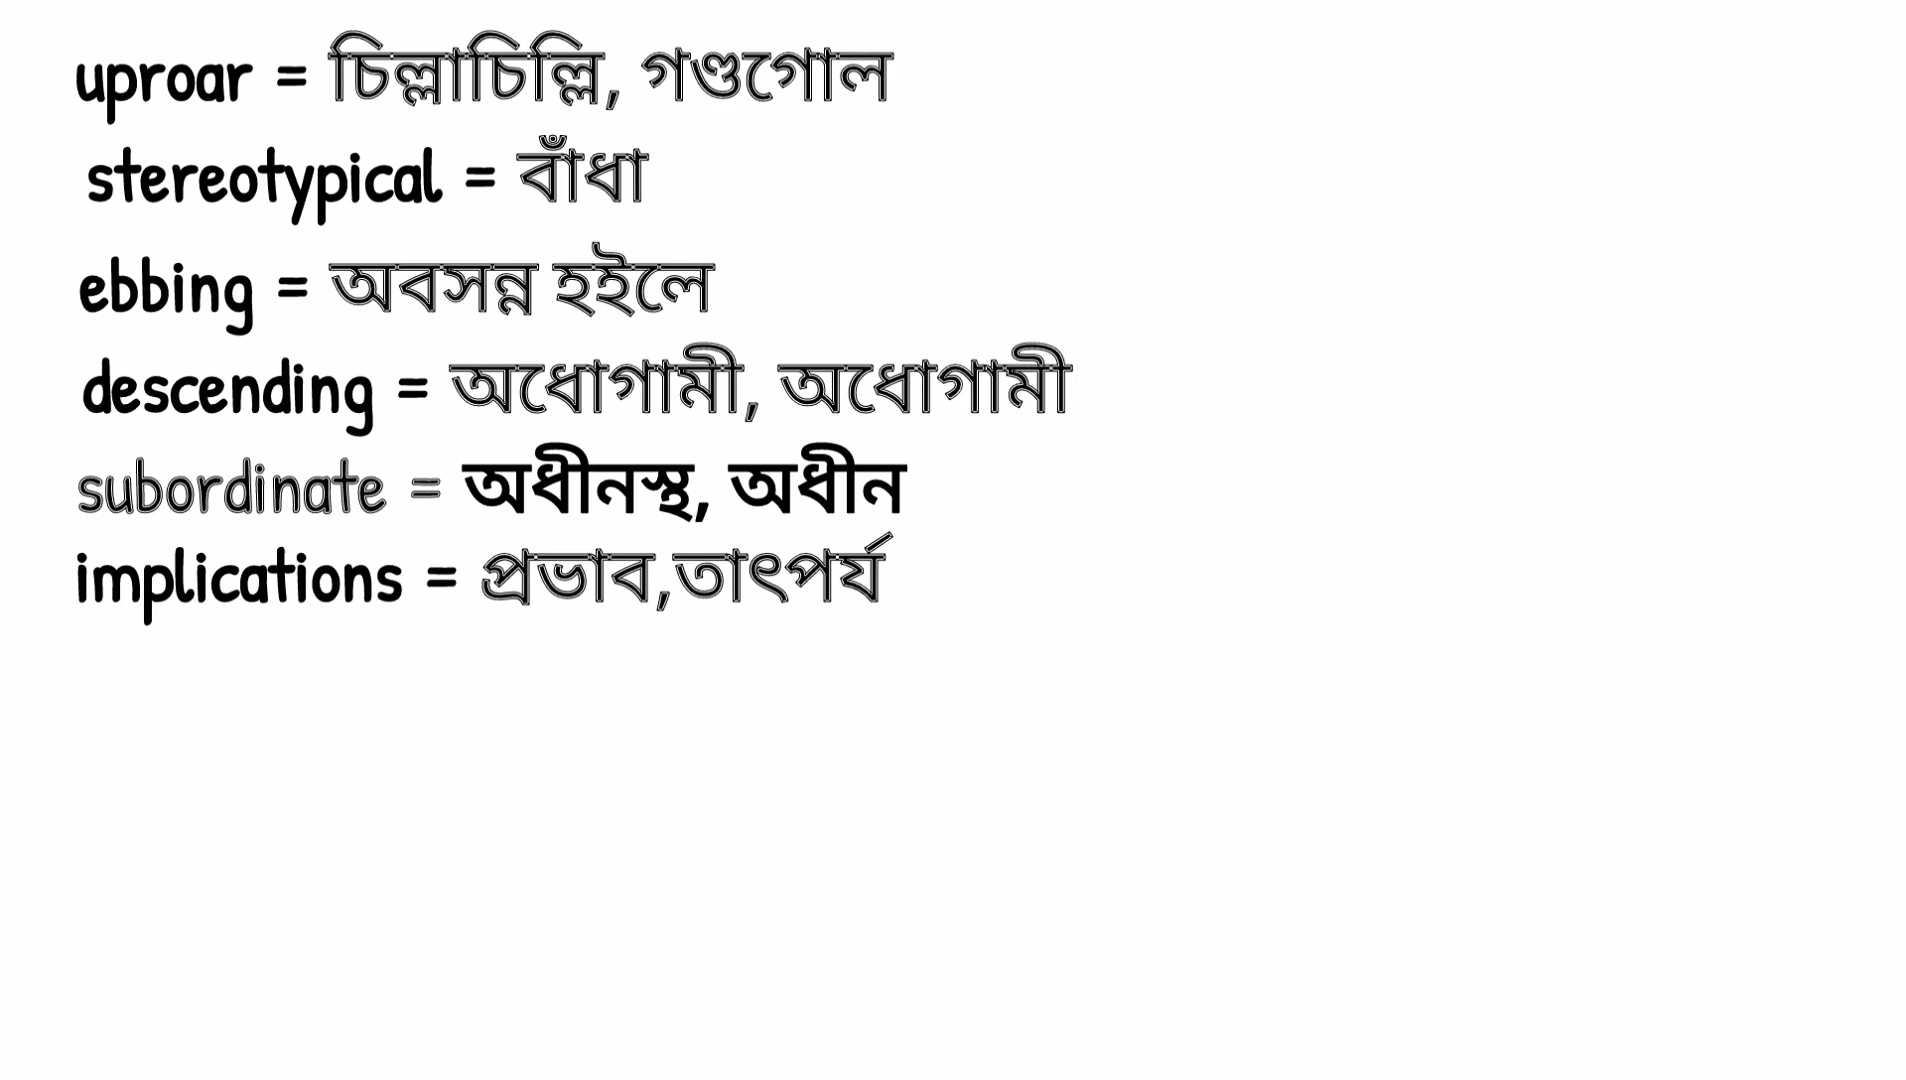 uproar = চিল্লাচিল্লি, গণ্ডগোল
stereotypical = বাঁধা
ebbing = অবসন্ন হইলে
descending = অধোগামী, অধোগামী
subordinate = অধীনস্থ, অধীন
implications = প্রভাব,তাৎপর্য